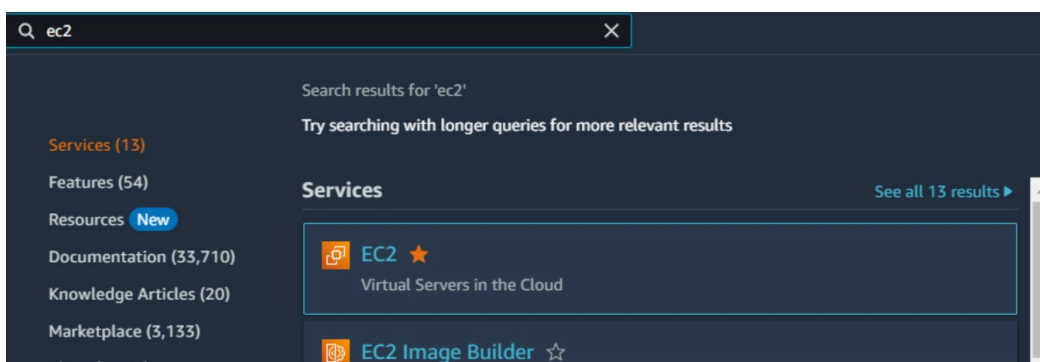 ec2
Search results for 'ec2'
Try searching with longer queries for more relevant results
Services (13)
Features (54)
Resources New
Documentation (33,710)
Knowledge Articles (20)
Marketplace (3,133)
Services
See all 13 results
EC2
Virtual Servers in the Cloud
EC2 Image Builder